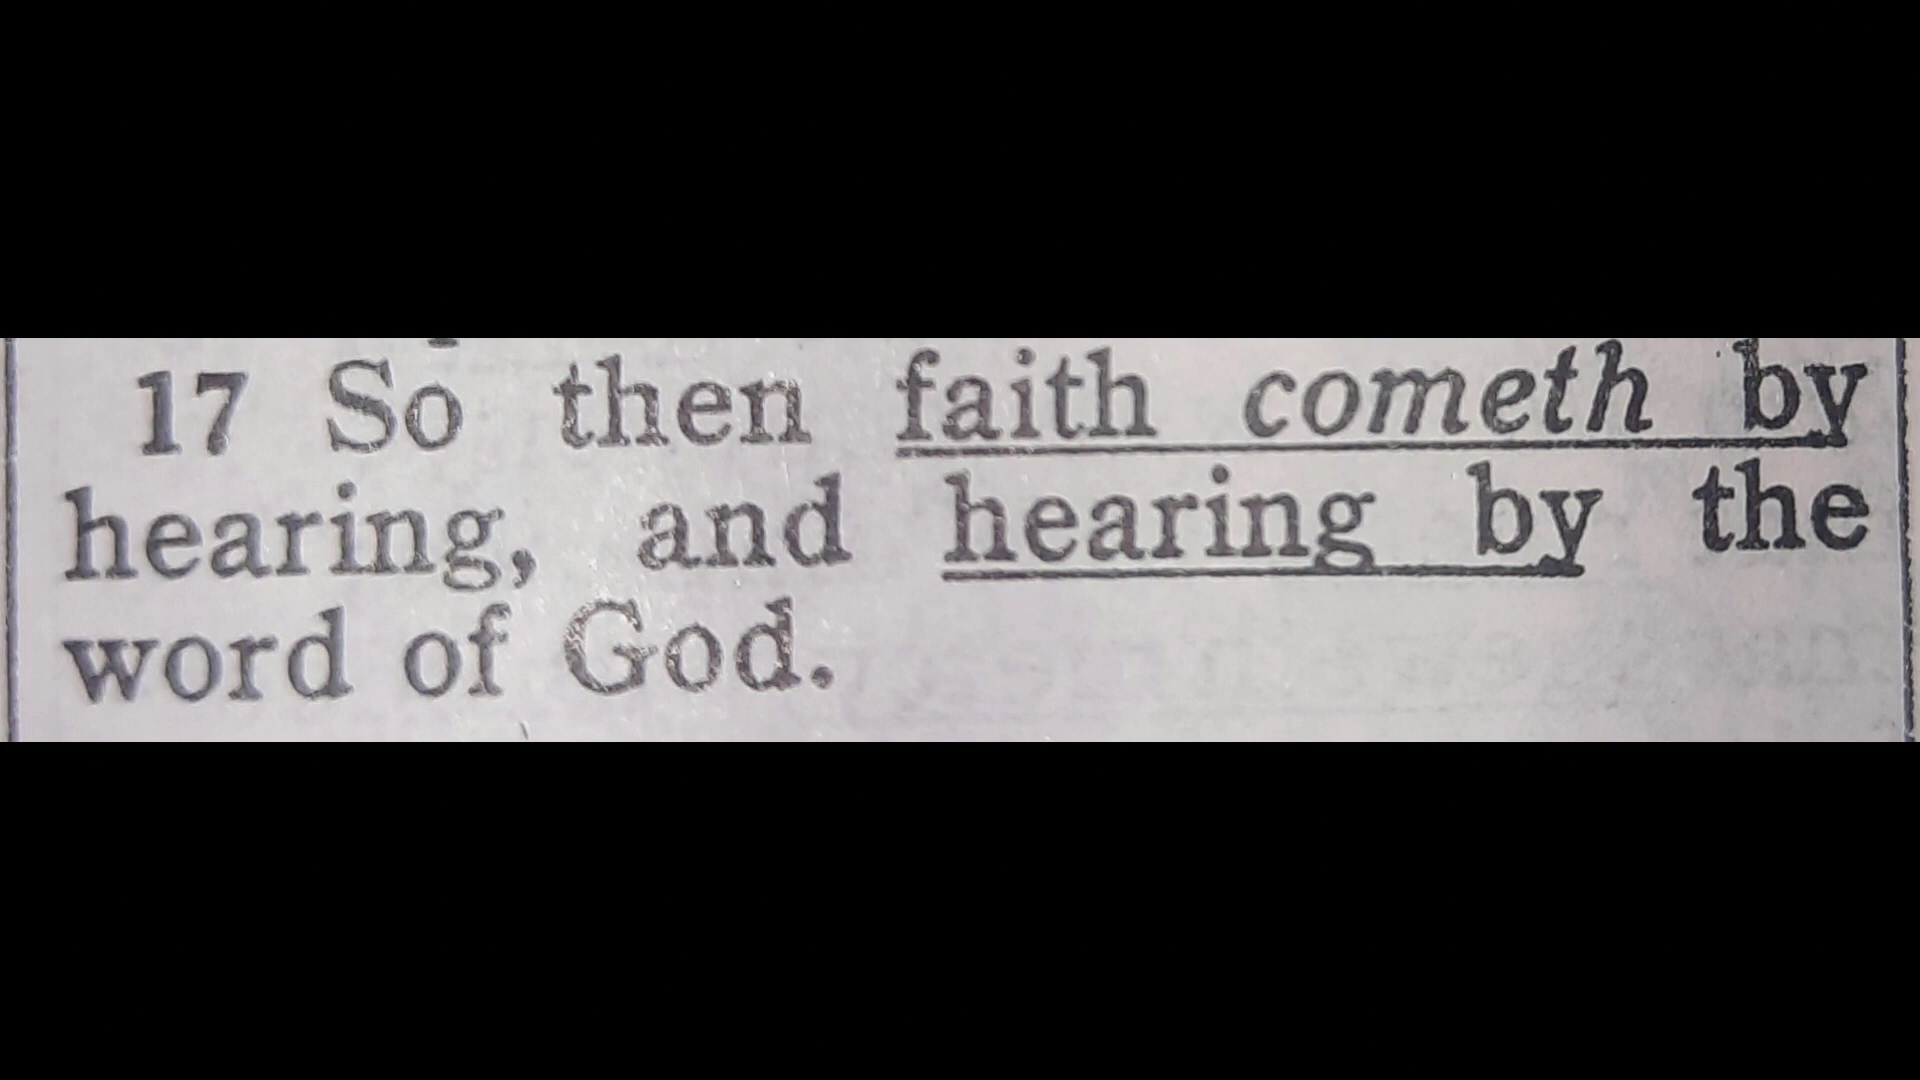 17 So then faith cometh by
hearing, and hearing by the
word of God.